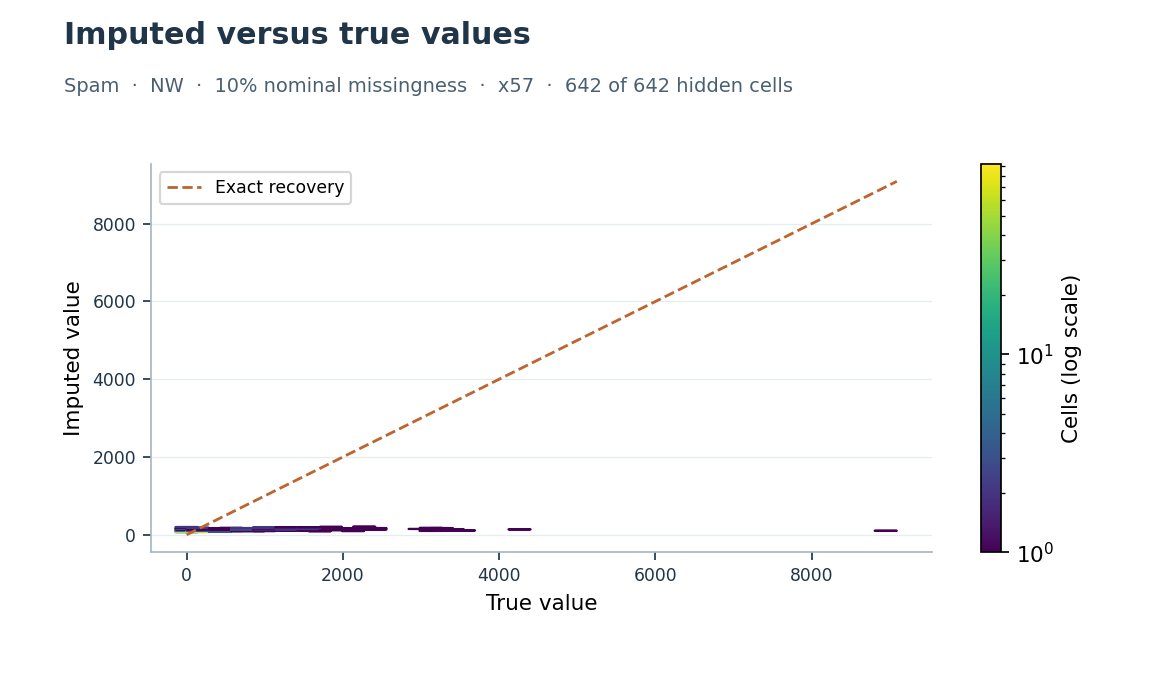 Imputed versus true values
Spam · NW · 10% nominal missingness · x57 · 642 of 642 hidden cells
Exact recovery
8000
6000
4000
2000
0
Imputed value
0 2000 4000 6000 8000
True value
10¹
10⁰
Cells (log scale)